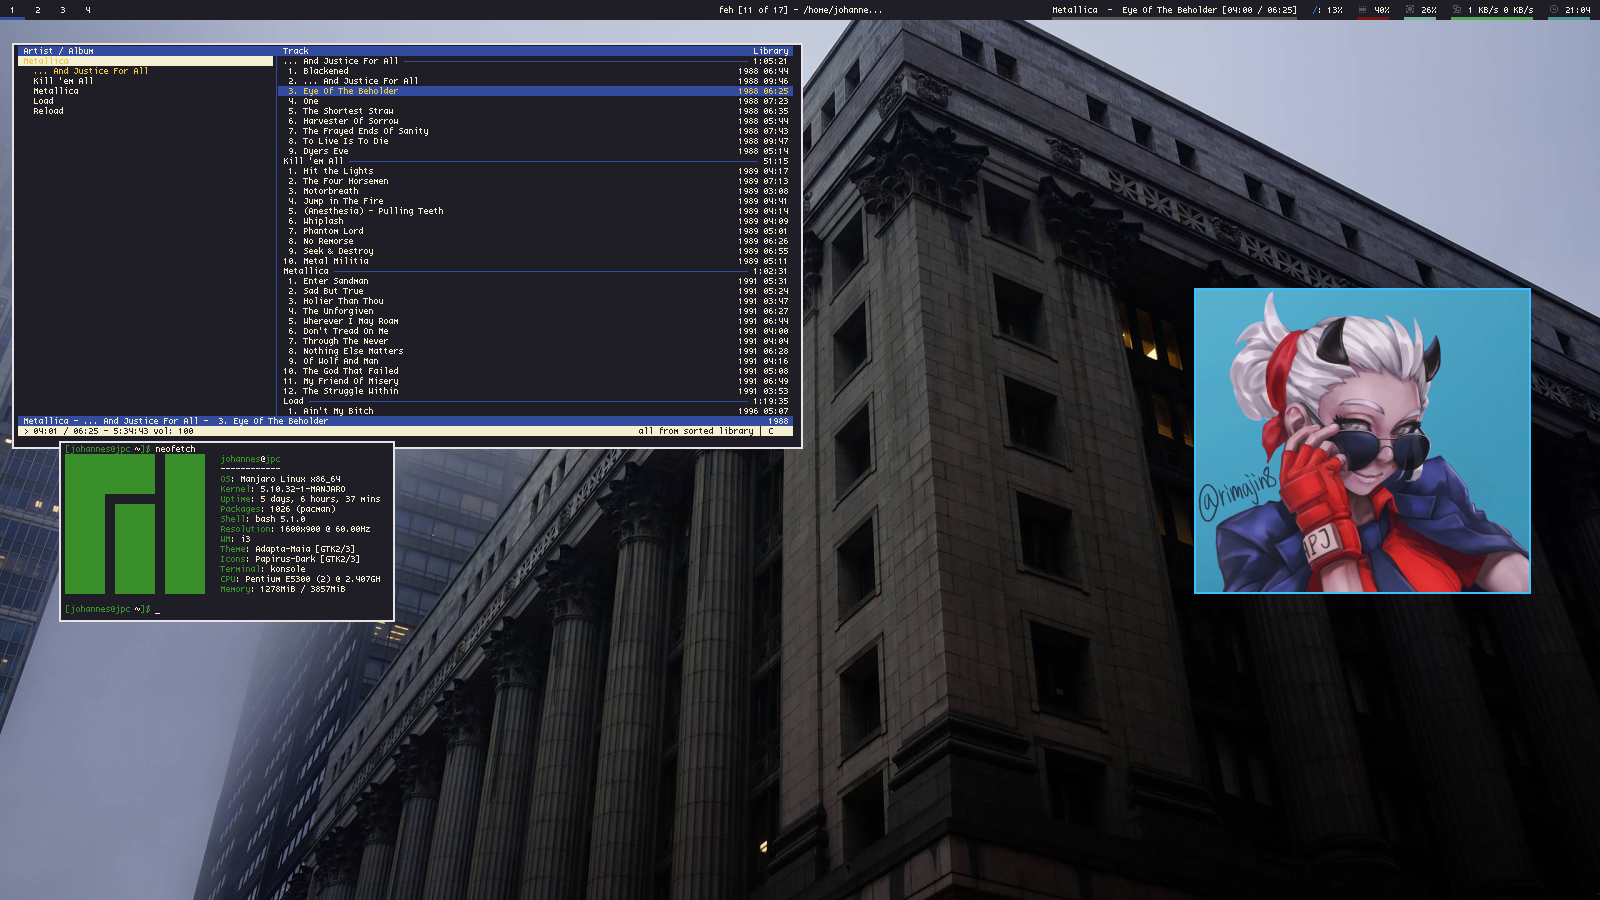 1 2 3 4
feh [11 of 17] - /home/johanne...
Metallica - Eye Of The Beholder [04:00 / 06:25] /: 13% 40% 26% 1 KB/s 0 KB/s 21:04
Artist / Album
Metallica
... And Justice For All
Kill 'em All
Metallica
Load
Reload
Track Library
... And Justice For All 1:05:21
1. Blackened 1988 06:44
2. ... And Justice For All 1988 09:46
3. Eye Of The Beholder 1988 06:25
4. One 1988 07:23
5. The Shortest Straw 1988 06:35
6. Harvester Of Sorrow 1988 05:44
7. The Frayed Ends Of Sanity 1988 07:43
8. To Live Is To Die 1988 09:47
9. Dyers Eve 1988 05:14
Kill 'em All 51:15
1. Hit the Lights 1989 04:17
2. The Four Horsemen 1989 07:13
3. Motorbreath 1989 03:08
4. Jump in The Fire 1989 04:41
5. (Anesthesia) - Pulling Teeth 1989 04:14
6. Whiplash 1989 04:09
7. Phantom Lord 1989 05:01
8. No Remorse 1989 06:26
9. Seek & Destroy 1989 06:55
10. Metal Militia 1989 05:11
Metallica 1:02:31
1. Enter Sandman 1991 05:31
2. Sad But True 1991 05:24
3. Holier Than Thou 1991 03:47
4. The Unforgiven 1991 06:27
5. Wherever I May Roam 1991 06:44
6. Don't Tread On Me 1991 04:00
7. Through The Never 1991 04:04
8. Nothing Else Matters 1991 06:28
9. Of Wolf And Man 1991 04:16
10. The God That Failed 1991 05:08
11. My Friend Of Misery 1991 06:49
12. The Struggle Within 1991 03:53
Load 1:19:35
1. Ain't My Bitch 1996 05:07
Metallica - ... And Justice For All - 3. Eye Of The Beholder 1988
> 04:01 / 06:25 - 5:34:43 vol: 100 all from sorted library | C
[johannes@jpc ~]$ neofetch
johannes@jpc
------------
OS: Manjaro Linux x86_64
Kernel: 5.10.32-1-MANJARO
Uptime: 5 days, 6 hours, 37 mins
Packages: 1026 (pacman)
Shell: bash 5.1.0
Resolution: 1600x900 @ 60.00Hz
WM: i3
Theme: Adapta-Maia [GTK2/3]
Icons: Papirus-Dark [GTK2/3]
Terminal: konsole
CPU: Pentium E5300 (2) @ 2.407GH
Memory: 1278MiB / 3857MiB
[johannes@jpc ~]$ _
@rimajin8
HPJ